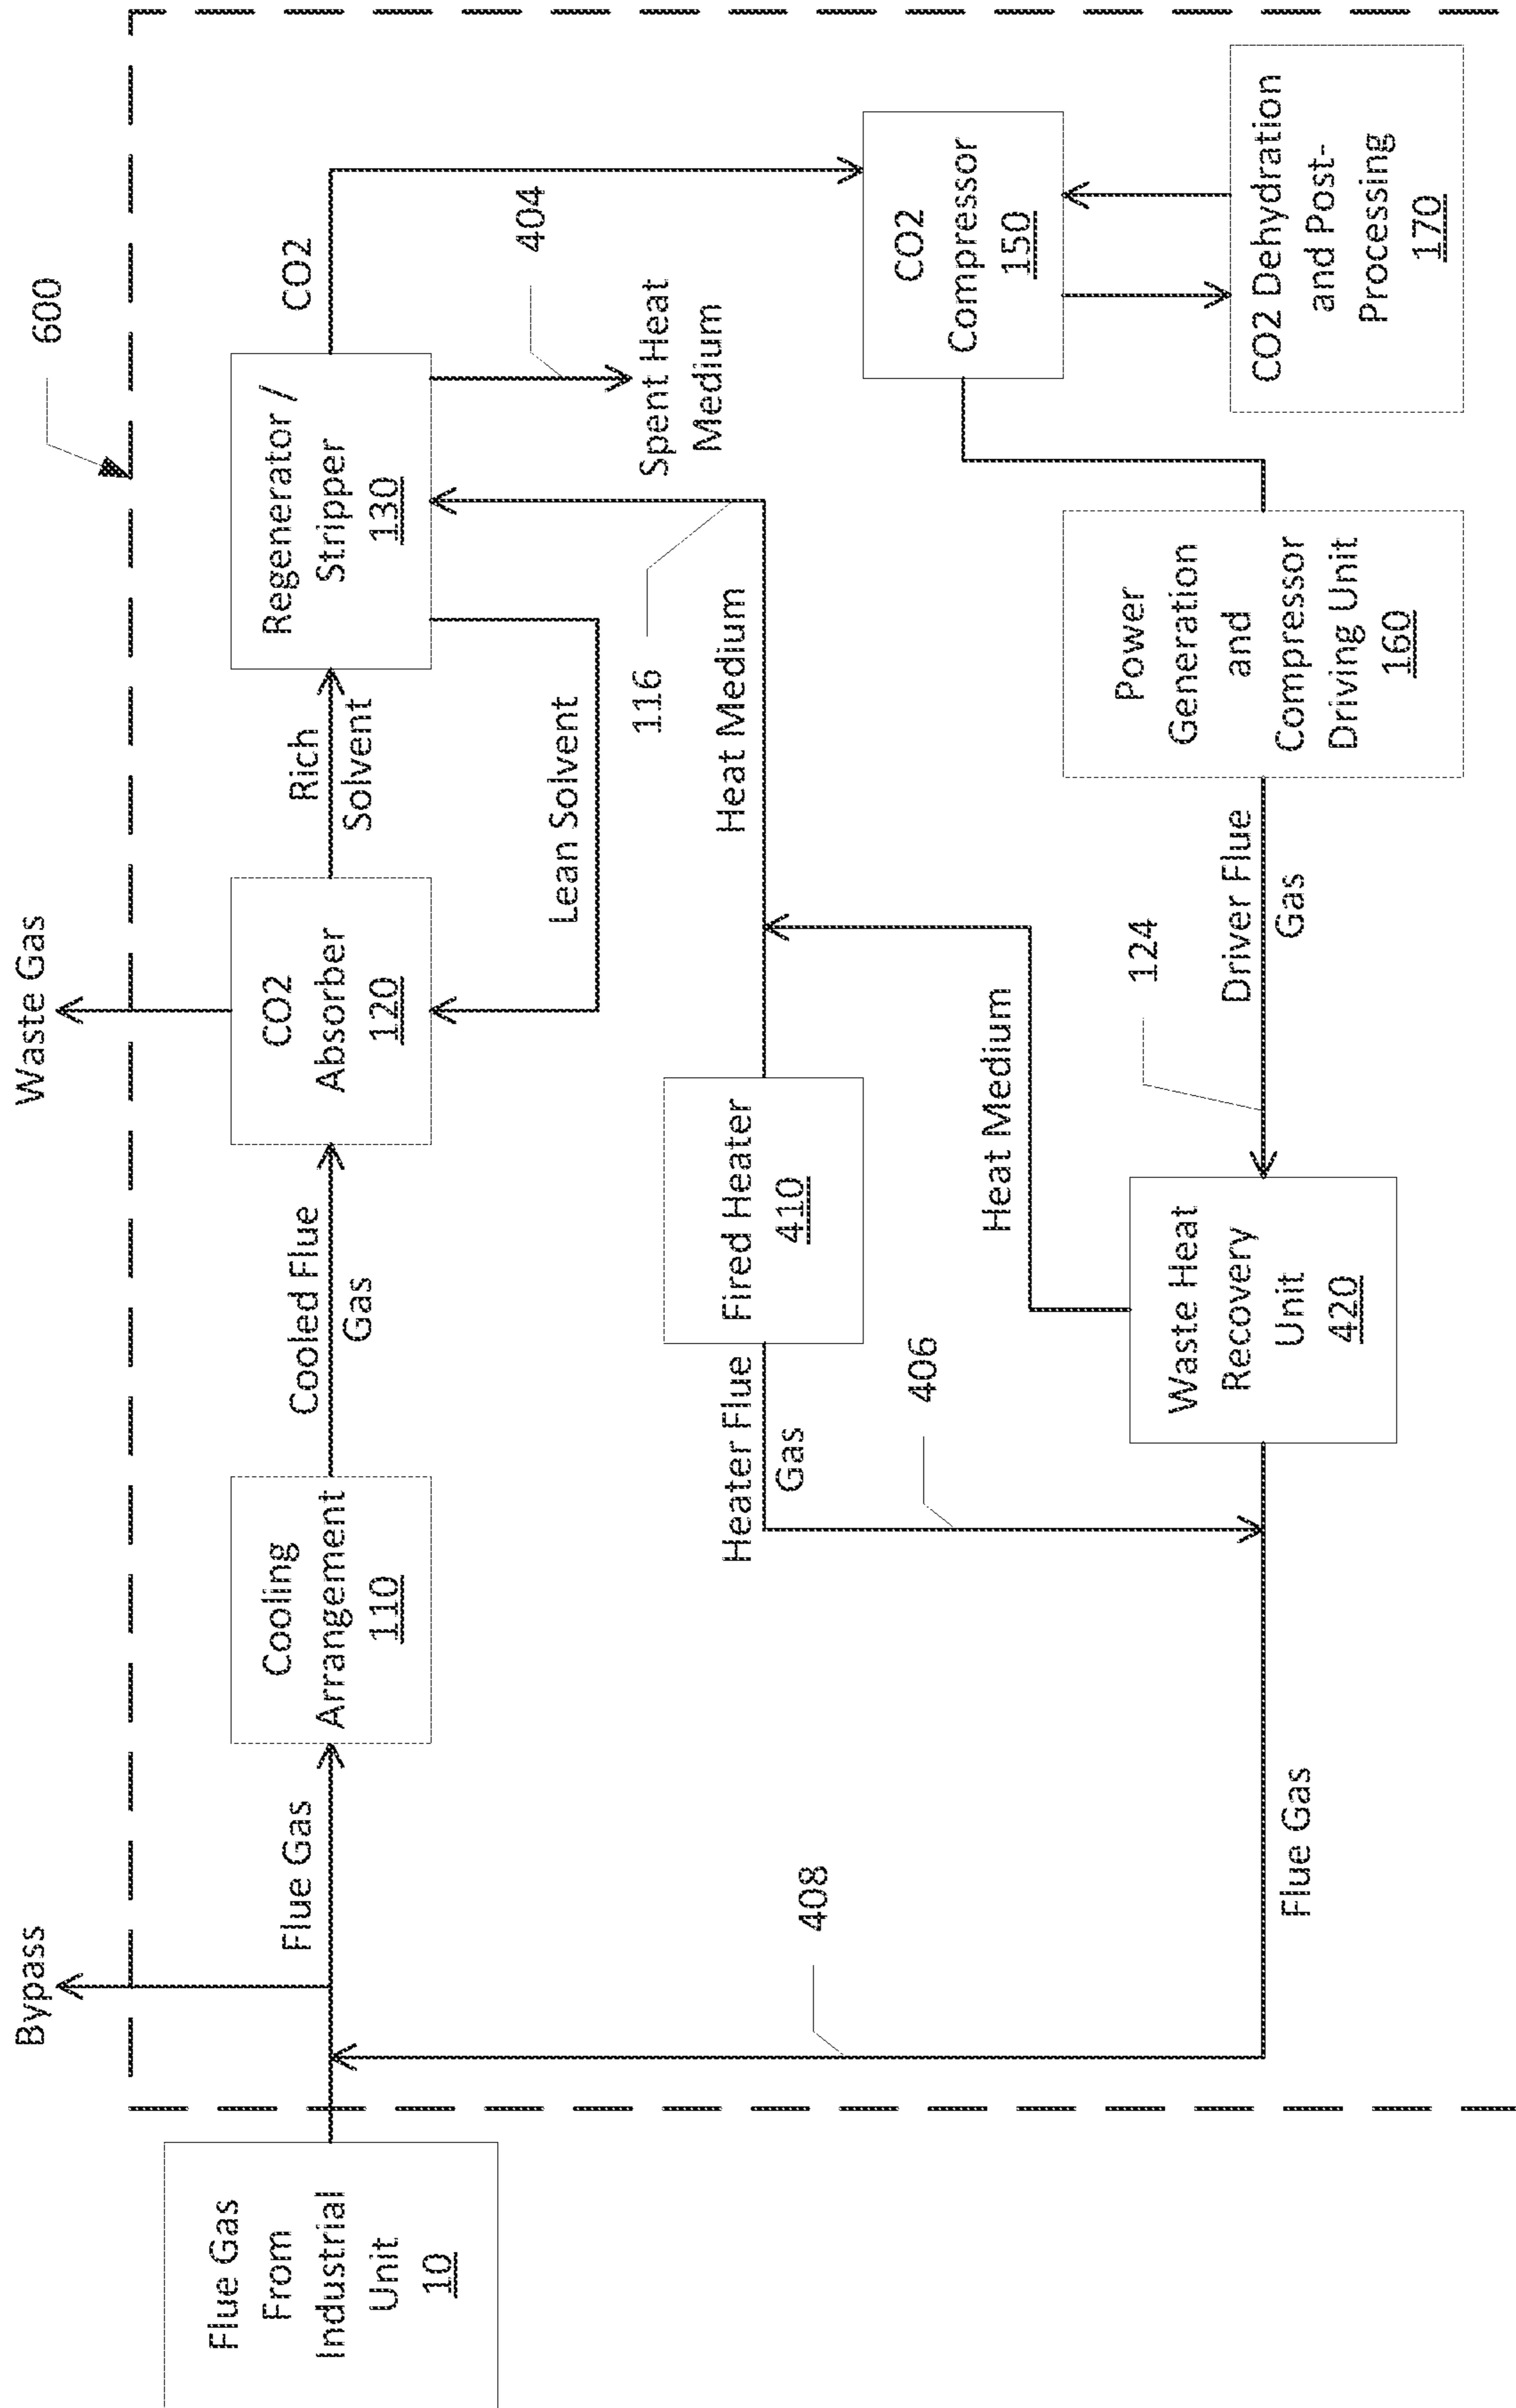 600
Bypass
Waste Gas
Flue Gas
From
Industrial
Unit
10
Flue Gas
Cooling
Arrangement
110
Cooled Flue
Gas
CO2
Absorber
120
Rich
Solvent
Lean Solvent
Regenerator /
Stripper
130
CO2
404
Spent Heat
Medium
116
Heat Medium
Heater Flue
Gas
Fired Heater
410
406
408
Heat Medium
CO2
Compressor
150
124
Flue Gas
Waste Heat
Recovery
Unit
420
Driver Flue
Gas
Power
Generation
and
Compressor
Driving Unit
160
CO2 Dehydration
and Post-
Processing
170